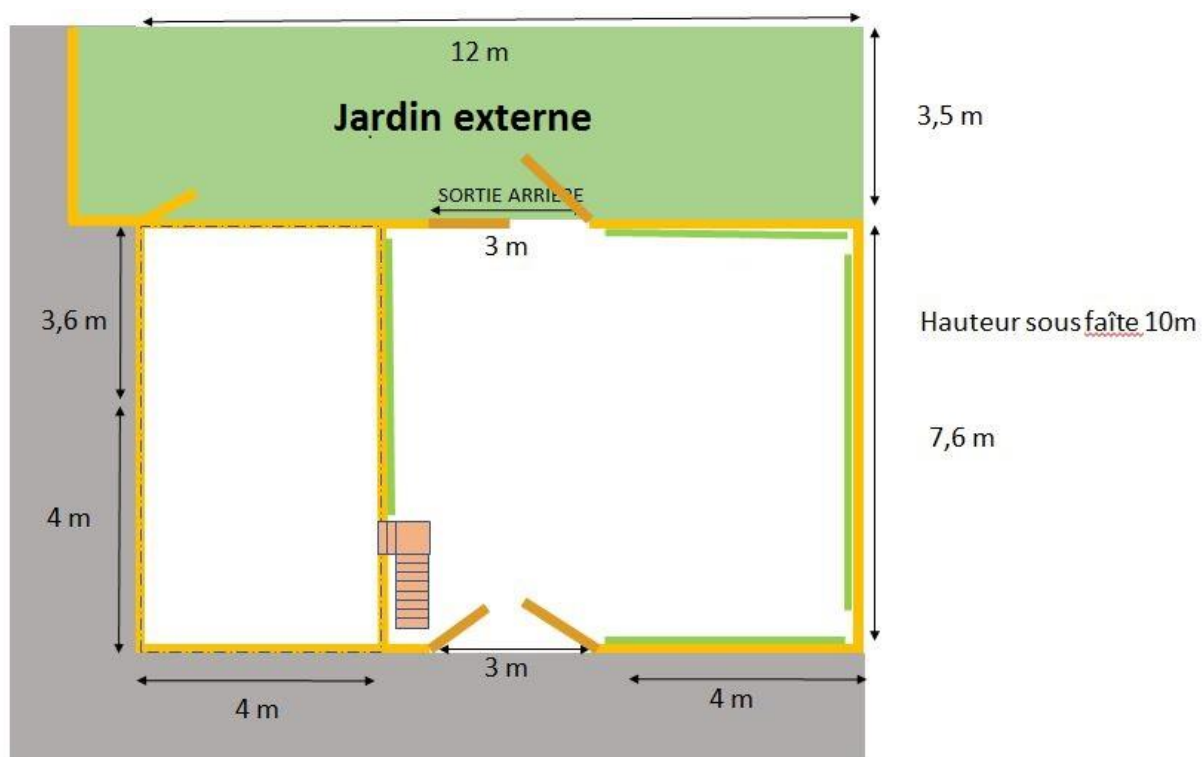 12 m
Jardin externe
3,5 m
SORTIE ARRIERE
3 m
3,6 m
Hauteur sous faîte 10m
7,6 m
4 m
3 m
4 m
4 m